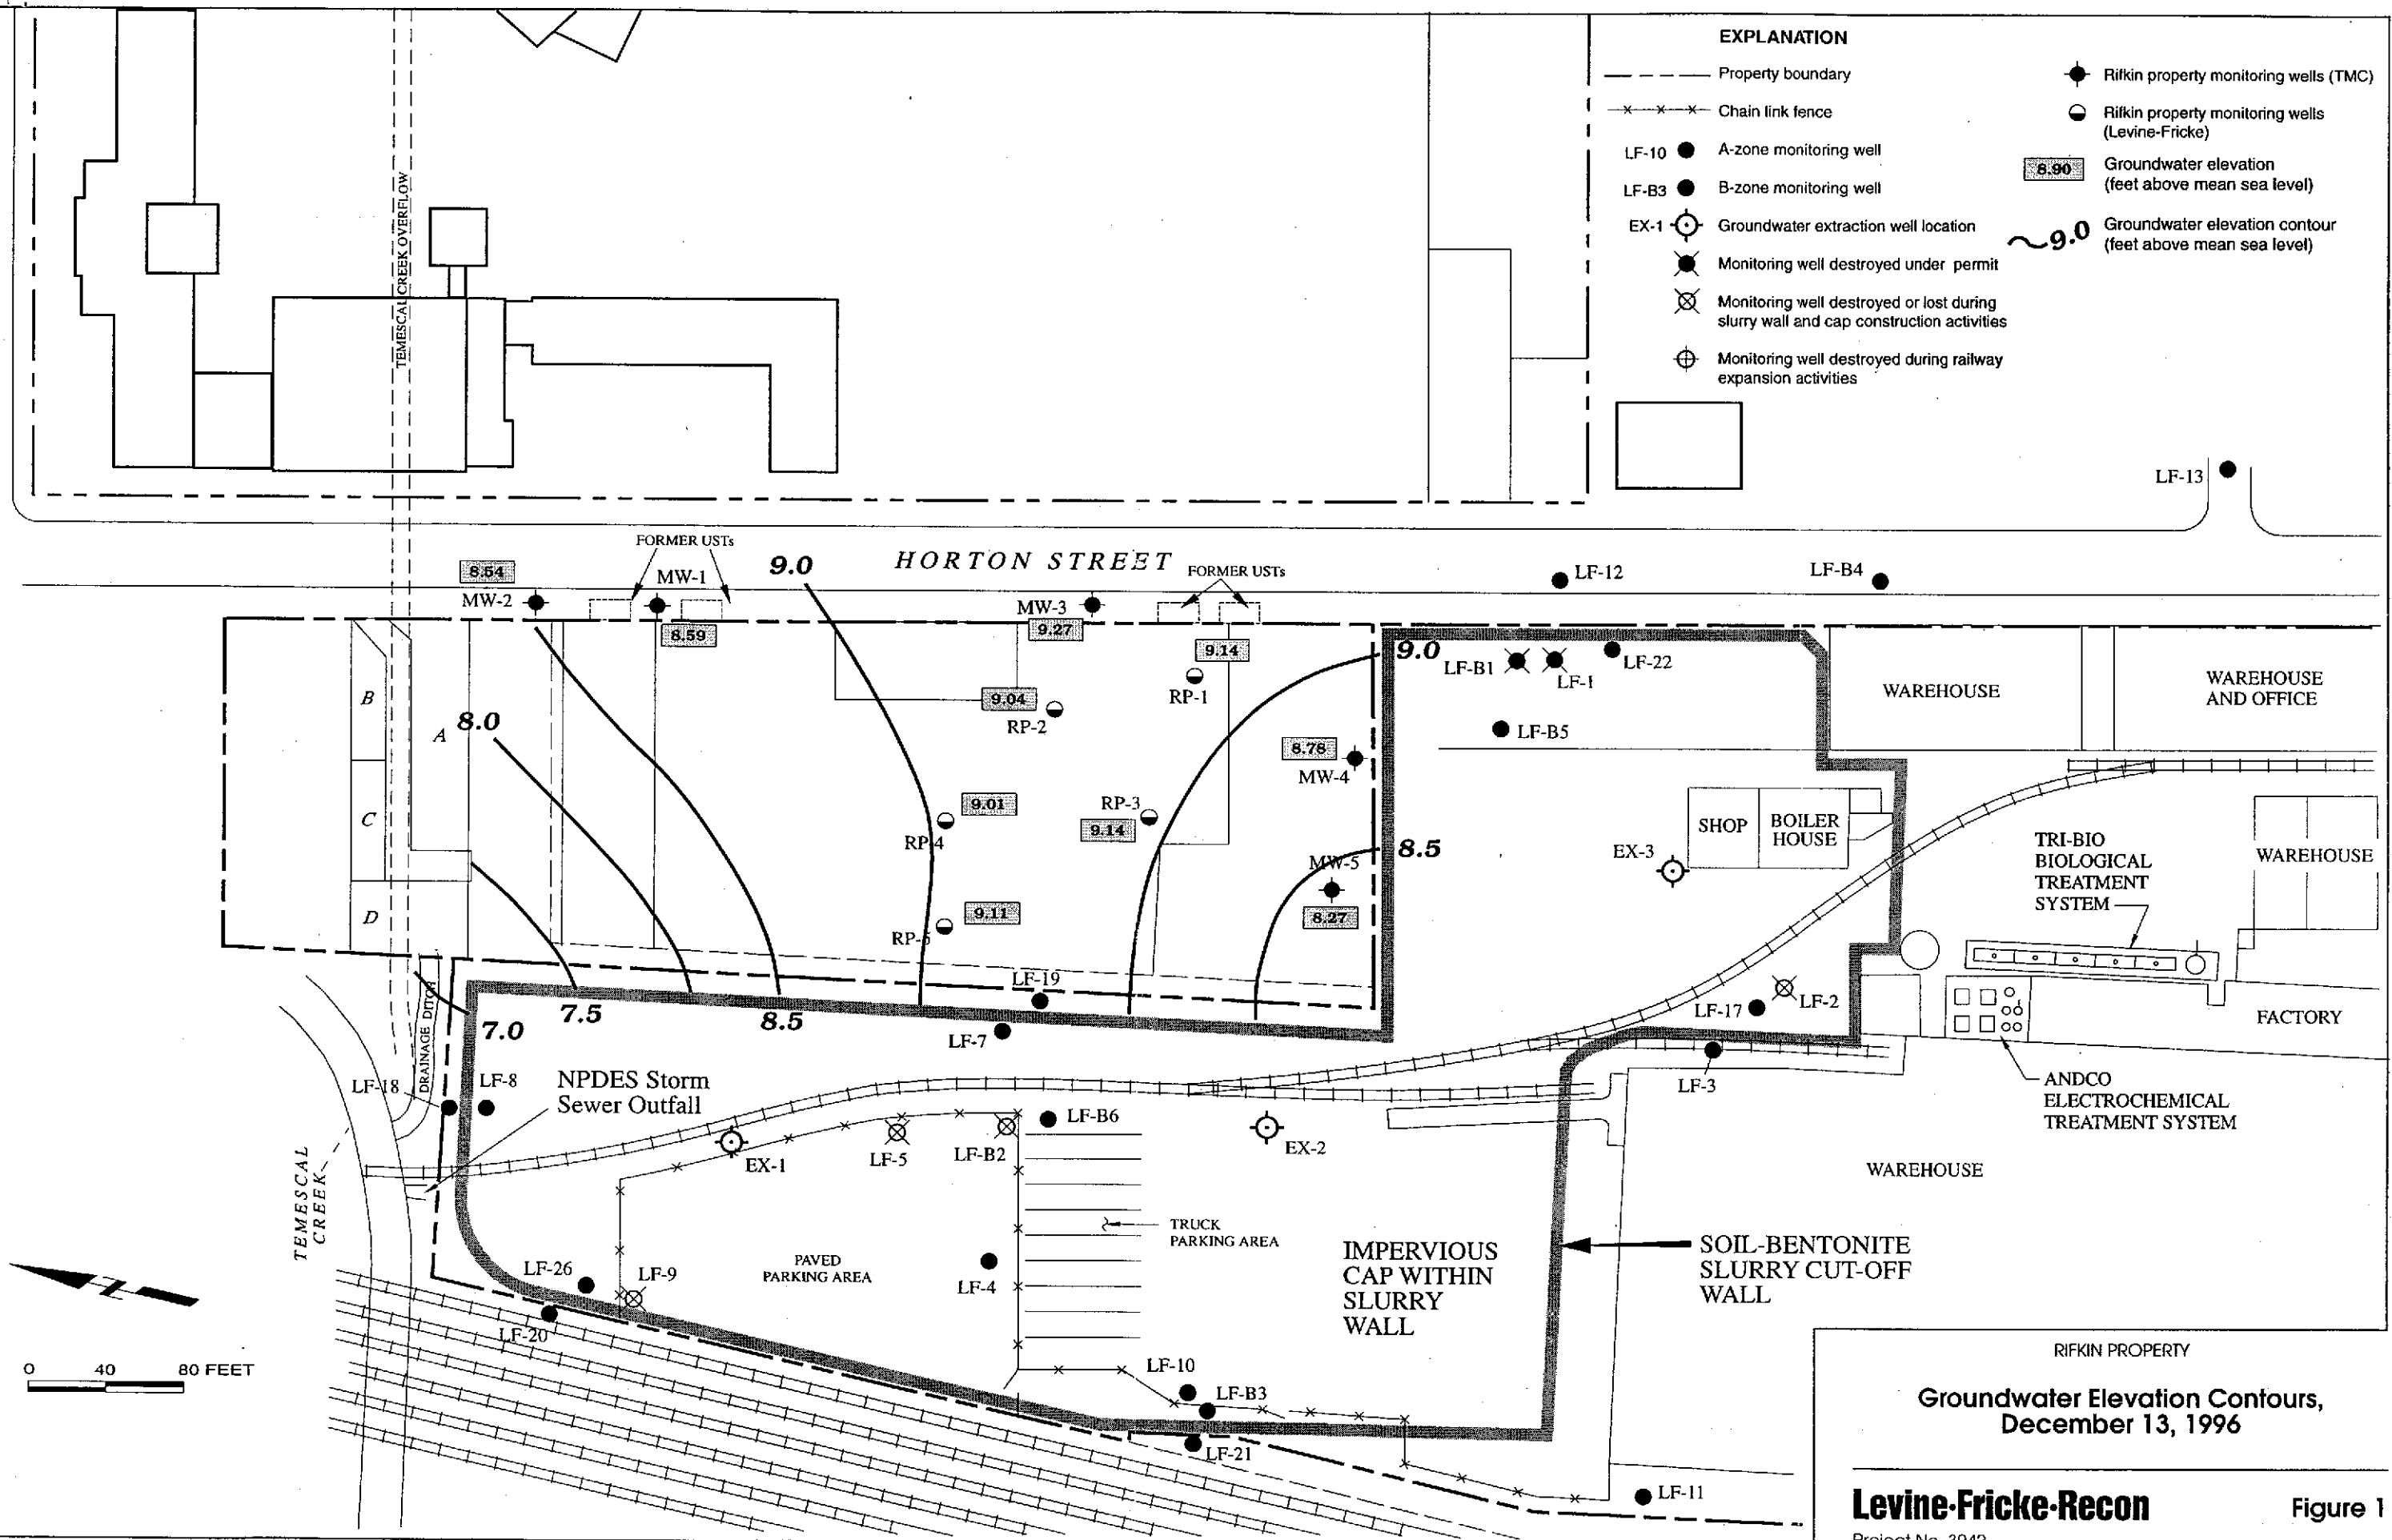 EXPLANATION
Property boundary
Chain link fence
LF-10 A-zone monitoring well
LF-B3 B-zone monitoring well
EX-1 Groundwater extraction well location
Monitoring well destroyed under permit
Monitoring well destroyed or lost during
slurry wall and cap construction activities
Monitoring well destroyed during railway
expansion activities
Rifkin property monitoring wells (TMC)
Rifkin property monitoring wells
(Levine-Fricke)
8.90 Groundwater elevation
(feet above mean sea level)
9.0 Groundwater elevation contour
(feet above mean sea level)
TEMESCAL CREEK OVERFLOW
LF-13
FORMER USTs
HORTON STREET
FORMER USTs
9.0
8.54
MW-2
MW-1
8.59
MW-3
9.27
9.14
RP-1
9.04
RP-2
LF-12
LF-B4
9.0
LF-B1
LF-1
LF-22
LF-B5
WAREHOUSE
WAREHOUSE
AND OFFICE
B
A
8.0
C
D
8.78
MW-4
9.01
RP-4
RP-3
9.14
MW-5
8.27
8.5
9.11
RP-5
SHOP
BOILER
HOUSE
EX-3
TRI-BIO
BIOLOGICAL
TREATMENT
SYSTEM
WAREHOUSE
LF-19
LF-7
LF-17
LF-2
FACTORY
7.0
7.5
8.5
DRAINAGE DITCH
LF-18
LF-8
NPDES Storm
Sewer Outfall
LF-3
ANDCO
ELECTROCHEMICAL
TREATMENT SYSTEM
EX-1
LF-5
LF-B2
LF-B6
EX-2
WAREHOUSE
TEMESCAL
CREEK
TRUCK
PARKING AREA
PAVED
PARKING AREA
LF-4
IMPERVIOUS
CAP WITHIN
SLURRY
WALL
SOIL-BENTONITE
SLURRY CUT-OFF
WALL
LF-26
LF-9
LF-20
LF-10
LF-B3
LF-21
LF-11
0 40 80 FEET
RIFKIN PROPERTY
Groundwater Elevation Contours,
December 13, 1996
Levine·Fricke·Recon
Figure 1
Project No. 3942